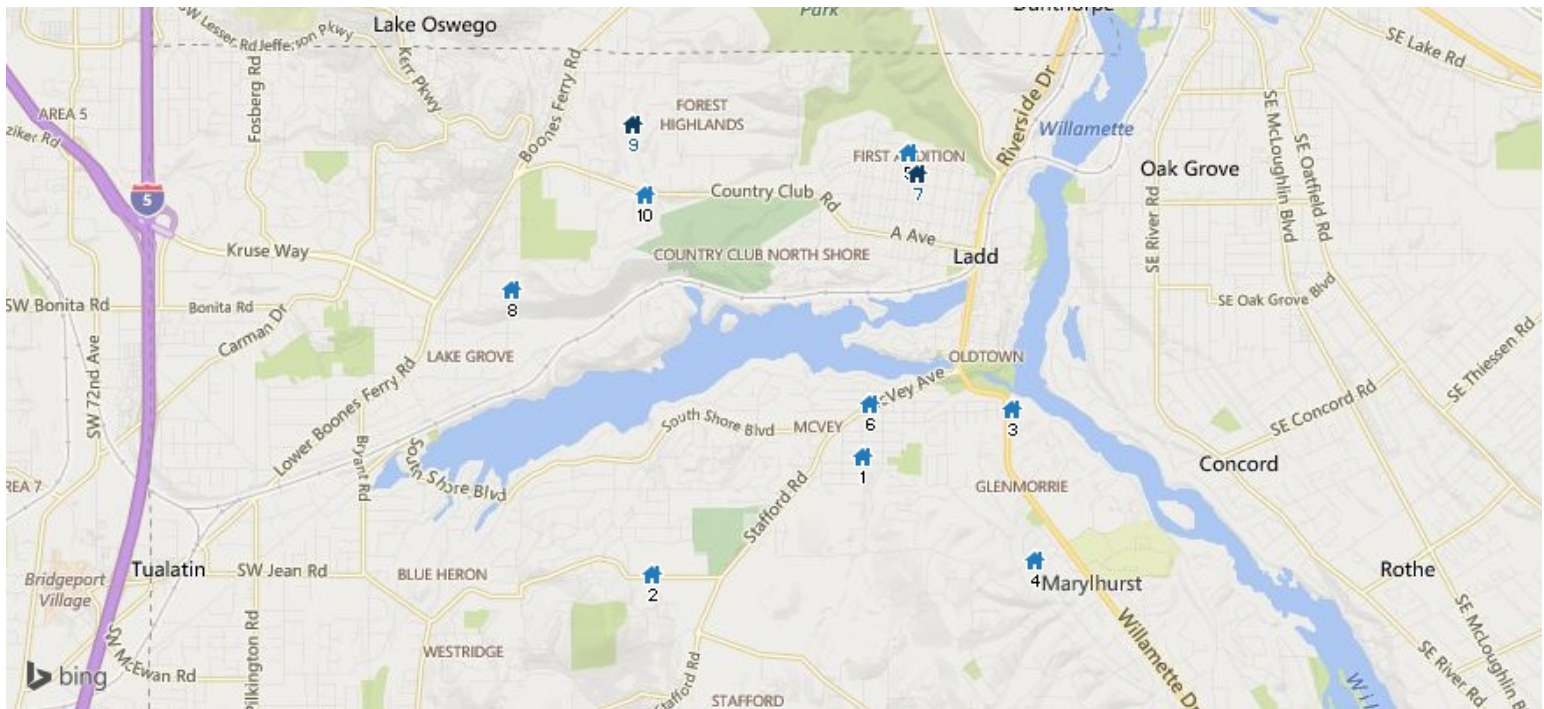 Lake Oswego
SW Lesser Rd
Jefferson Pkwy
Kerr Pkwy
Park
Dunthorpe
SE Lake Rd
AREA 5
Fosberg Rd
Boones Ferry Rd
FOREST
HIGHLANDS
9
FIRST ADDITION
5
7
Riverside Dr
Willamette
Oak Grove
SE McLoughlin Blvd
SE Oatfield Rd
5
10
Country Club Rd
A Ave
Ladd
SE River Rd
Kruse Way
COUNTRY CLUB NORTH SHORE
SW Bonita Rd
Bonita Rd
8
SE Oak Grove Blvd
Carman Dr
LAKE GROVE
OLDTOWN
SE Thiessen Rd
SW 72nd Ave
Lower Boones Ferry Rd
McVey Ave
6
3
SE Concord Rd
South Shore Blvd
MCVEY
Bryant Rd
South Shore Blvd
1
Concord
REA 7
GLENMORRIE
Stafford Rd
Tualatin
SW Jean Rd
BLUE HERON
2
4
Marylhurst
Rothe
Bridgeport
Village
Willamette Dr
SW McEwan Rd
Pilkington Rd
WESTRIDGE
Stafford Rd
STAFFORD
SE River Rd
SE McLoughlin Blvd
bing